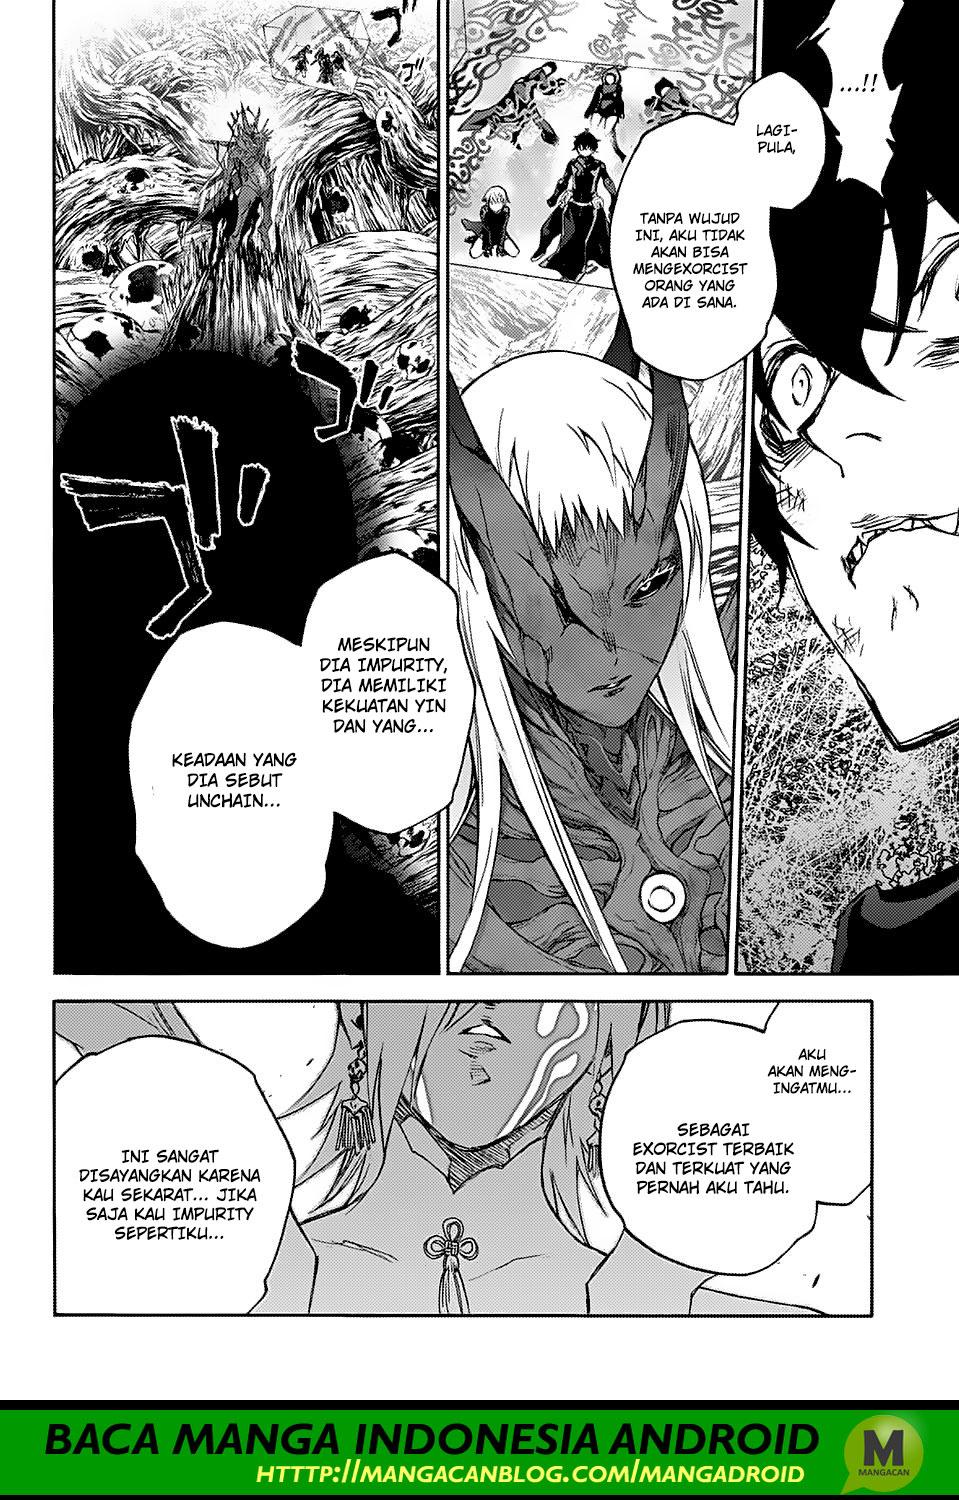 ...!!
LAGI-
PULA,
TANPA WUJUD
INI, AKU TIDAK
AKAN BISA
MENGEXORCIST
ORANG YANG
ADA DI SANA.
MESKIPUN
DIA IMPURITY,
DIA MEMILIKI
KEKUATAN YIN
DAN YANG...
KEADAAN YANG
DIA SEBUT
UNCHAIN...
AKU
AKAN MENG-
INGATMU...
SEBAGAI
EXORCIST TERBAIK
DAN TERKUAT YANG
PERNAH AKU TAHU.
INI SANGAT
DISAYANGKAN KARENA
KAU SEKARAT... JIKA
SAJA KAU IMPURITY
SEPERTIKU...
BACA MANGA INDONESIA ANDROID
HTTTP://MANGACANBLOG.COM/MANGADROID
M
MANGACAN